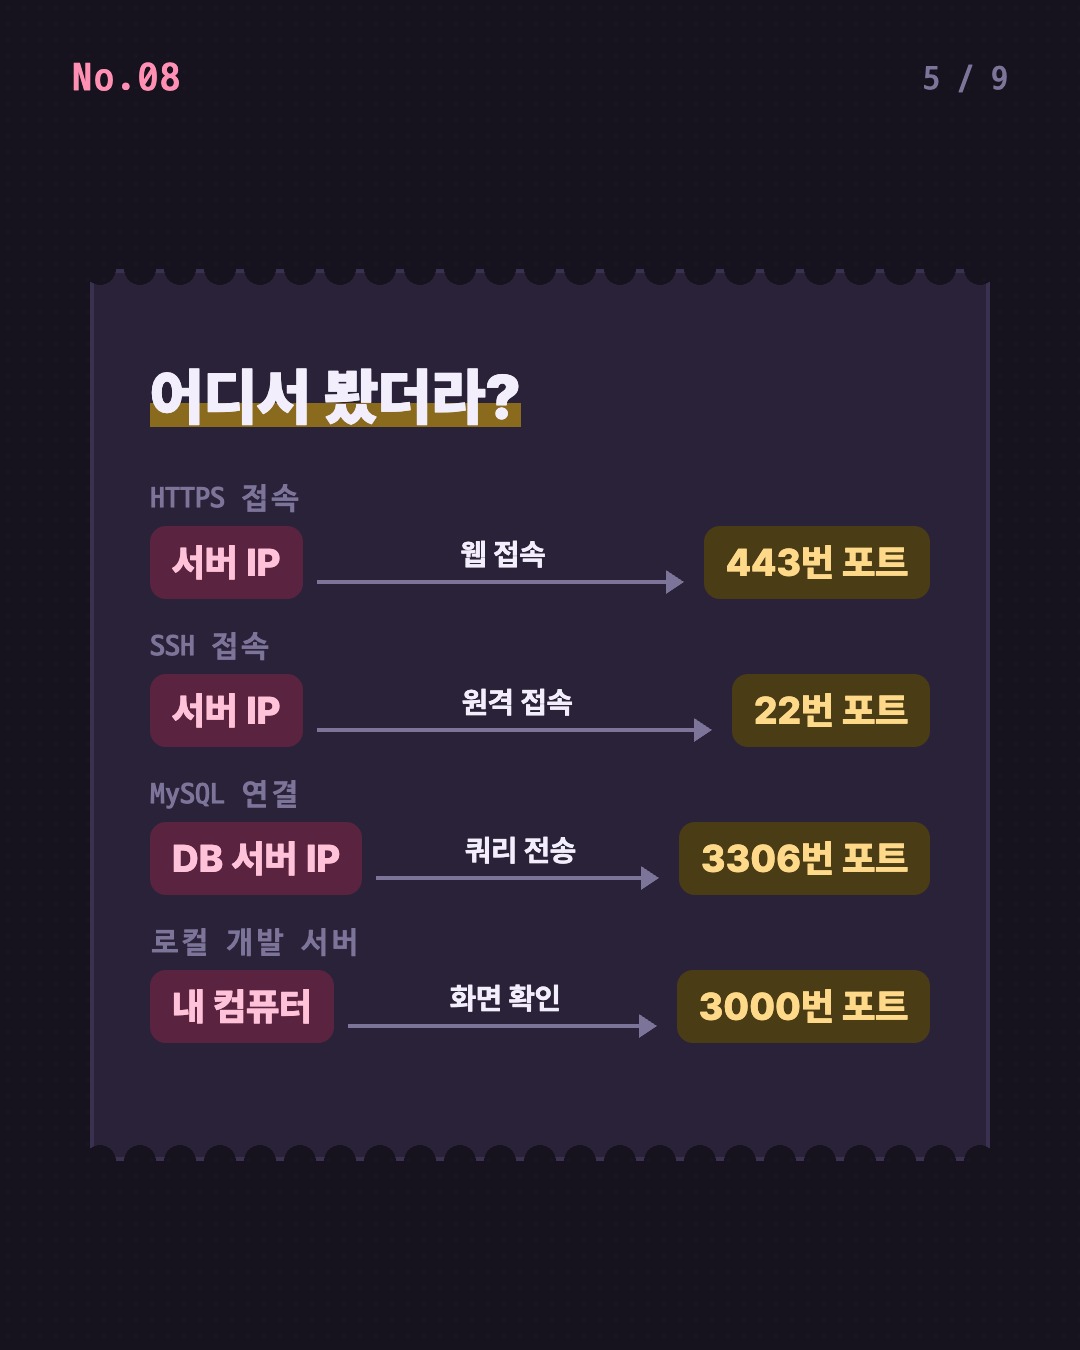 No.08
5 / 9
어디서 봤더라?
HTTPS 접속
서버 IP
웹 접속
443번 포트
SSH 접속
서버 IP
원격 접속
22번 포트
MySQL 연결
DB 서버 IP
쿼리 전송
3306번 포트
로컬 개발 서버
내 컴퓨터
화면 확인
3000번 포트